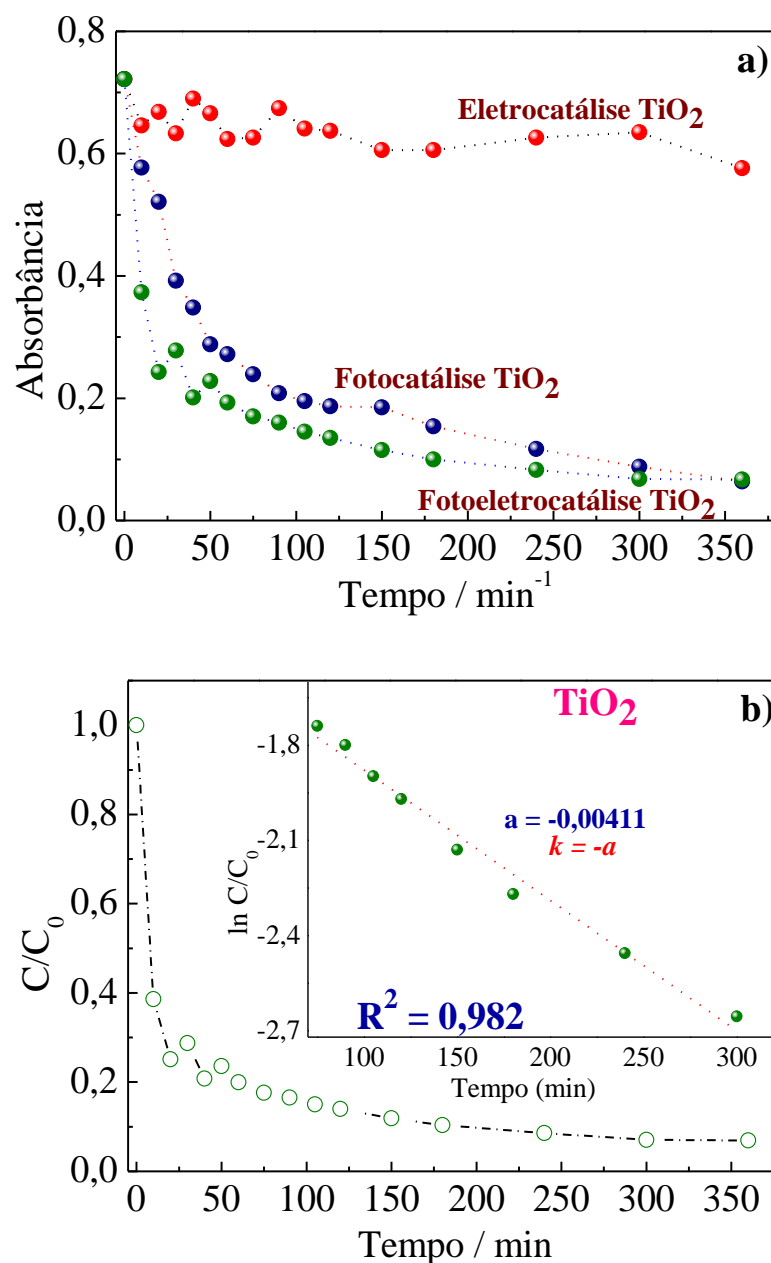 a)
0,8
0,6
0,4
0,2
0,0
Absorbância
Eletrocatálise TiO2
Fotocatálise TiO2
Fotoeletrocatálise TiO2
0 50 100 150 200 250 300 350
Tempo / min-1
b)
TiO2
1,0
0,8
0,6
0,4
0,2
0,0
C/C0
-1,8
-2,1
-2,4
-2,7
ln C/C0
a = -0,00411
k = -a
R2 = 0,982
100 150 200 250 300
Tempo (min)
0 50 100 150 200 250 300 350
Tempo / min